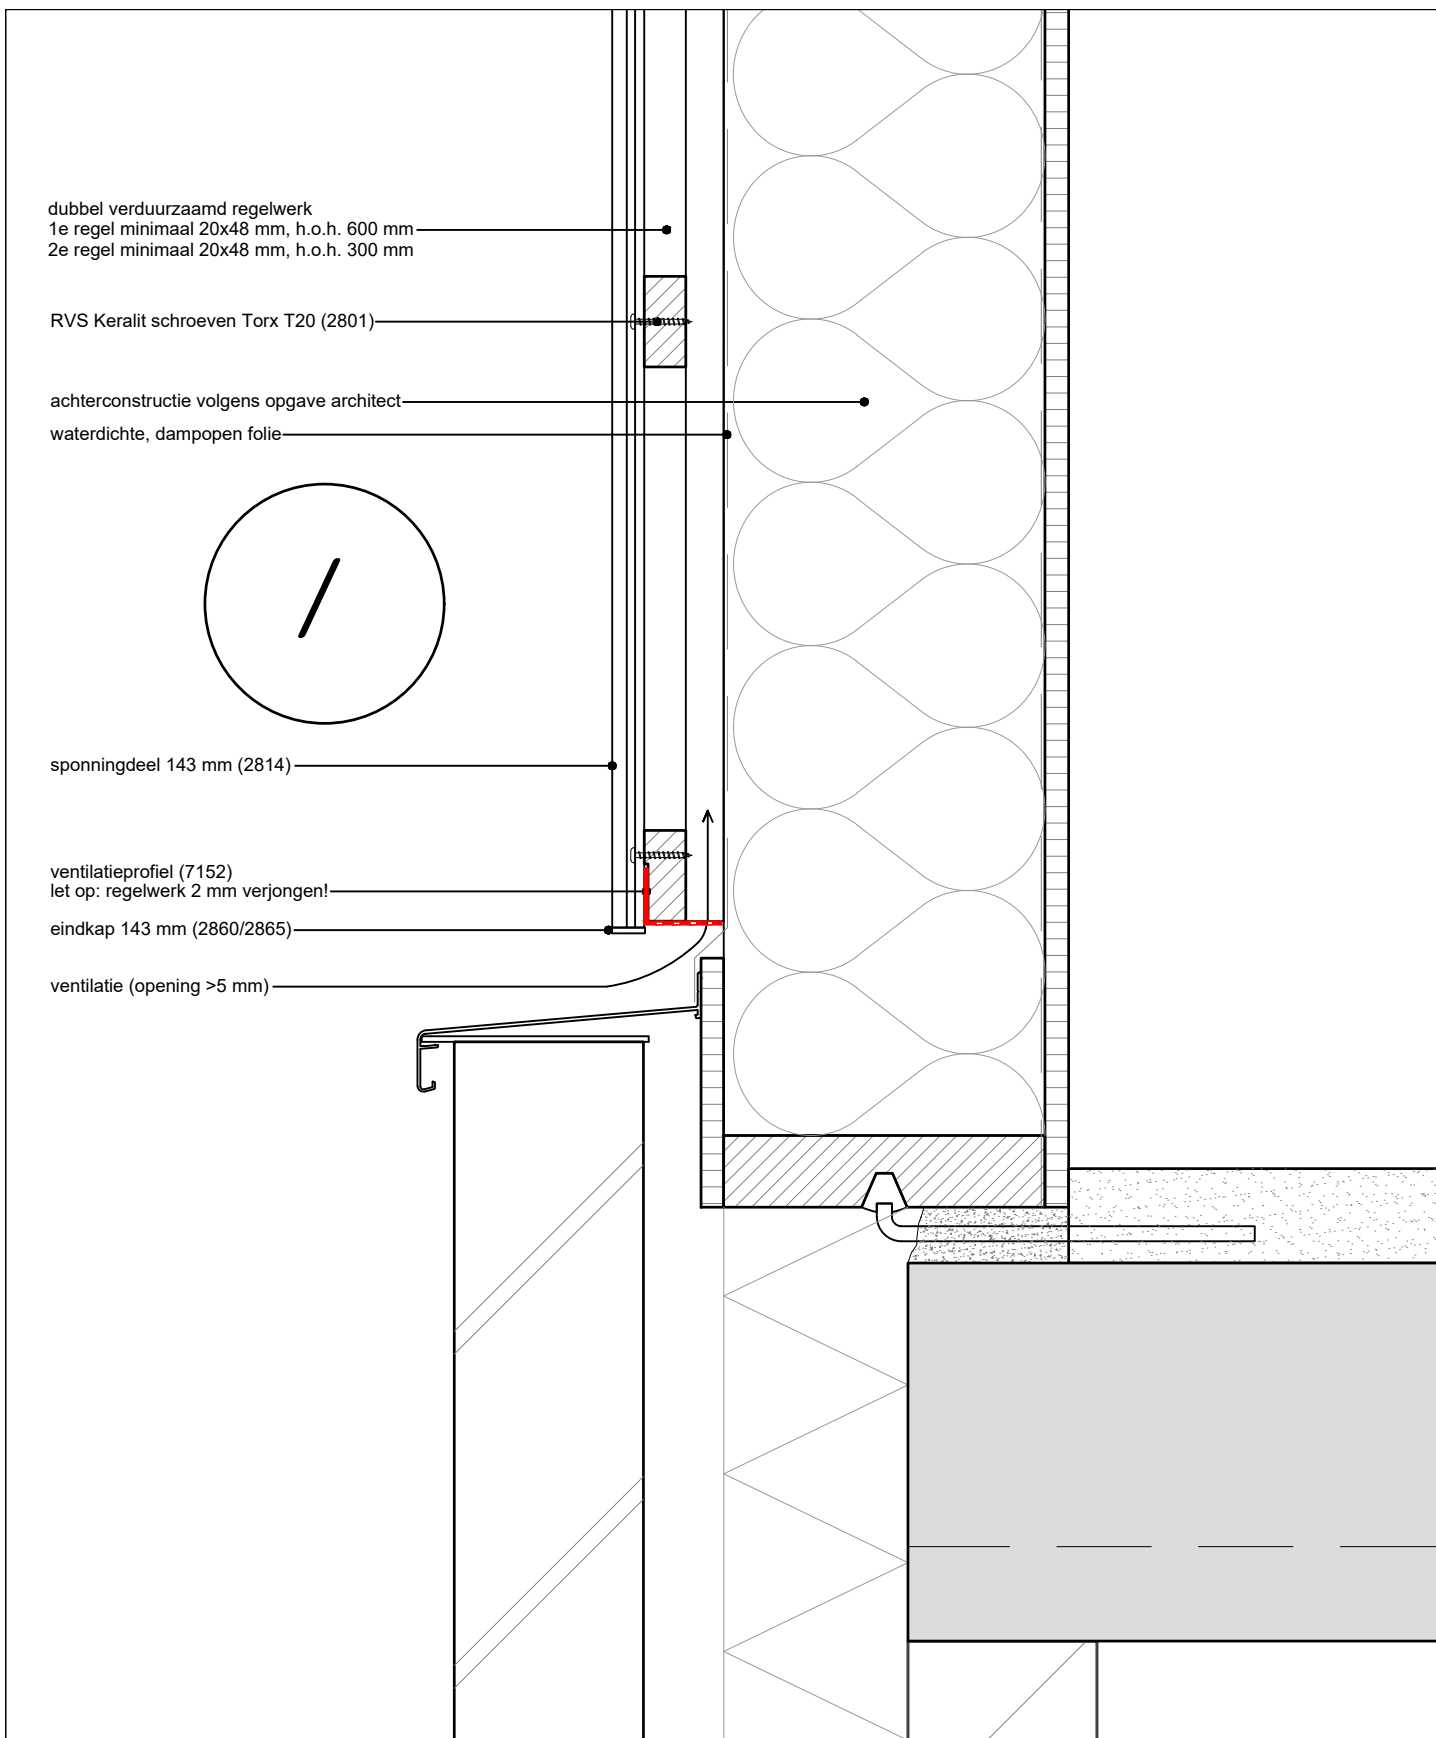 dubbel verduurzaamd regelwerk
1e regel minimaal 20x48 mm, h.o.h. 600 mm
2e regel minimaal 20x48 mm, h.o.h. 300 mm
RVS Keralit schroeven Torx T20 (2801)
achterconstructie volgens opgave architect
waterdichte, dampopen folie
sponningdeel 143 mm (2814)
ventilatieprofiel (7152)
let op: regelwerk 2 mm verjongen!
eindkap 143 mm (2860/2865)
ventilatie (opening >5 mm)